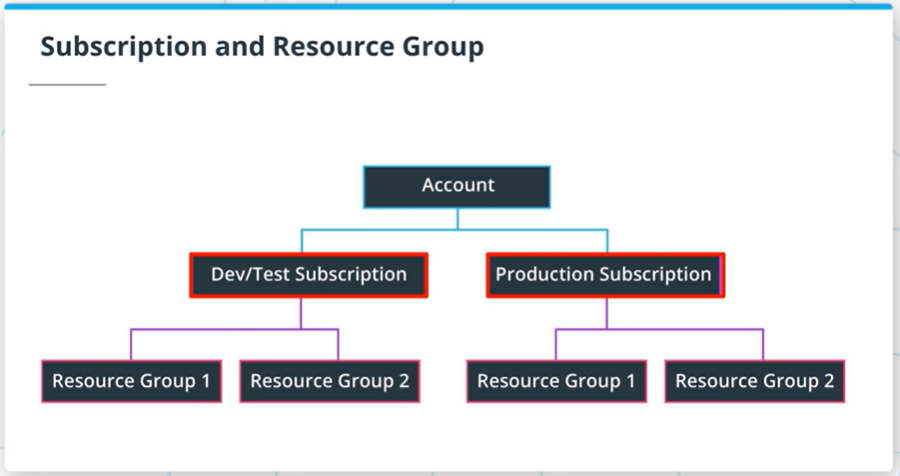 Subscription and Resource Group
Account
Dev/Test Subscription
Production Subscription
Resource Group 1
Resource Group 2
Resource Group 1
Resource Group 2